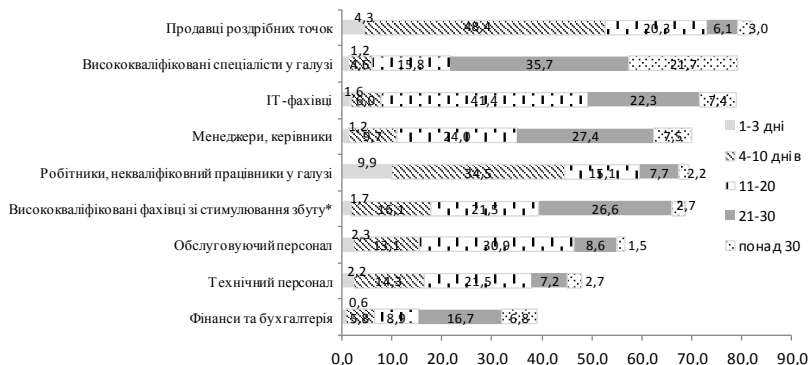 Продавці роздрібних точок 4,3 48,4 20,3 6,1 3,0
Висококваліфіковані спеціалісти у галузі 1,2 4,6 15,8 35,7 21,7
ІТ-фахівці 1,6 6,0 41,4 22,3 7,4
Менеджери, керівники 1,2 9,7 24,0 27,4 7,5
Робітники, некваліфіковний працівники у галузі 9,9 34,5 15,1 7,7 2,2
Висококваліфіковані фахівці зі стимулювання збуту* 1,7 16,1 21,5 26,6 2,7
Обслуговуючий персонал 2,3 13,1 30,9 8,6 1,5
Технічний персонал 2,2 14,3 21,5 7,2 2,7
Фінанси та бухгалтерія 0,6 5,8 8,9 16,7 6,8
0,0 10,0 20,0 30,0 40,0 50,0 60,0 70,0 80,0 90,0
1-3 дні
4-10 днів
11-20
21-30
понад 30